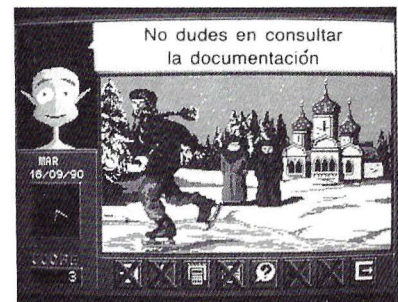 No dudes en consultar
la documentación
MAR
16/09/90
SCORE
3